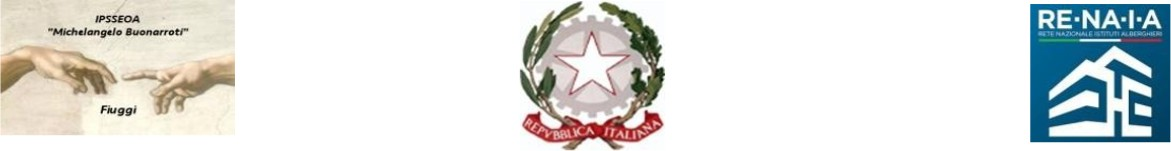 IPSSEOA
"Michelangelo Buonarroti"
Fiuggi
REPVBBLICA ITALIANA
RE·NA·I·A
RETE NAZIONALE ISTITUTI ALBERGHIERI